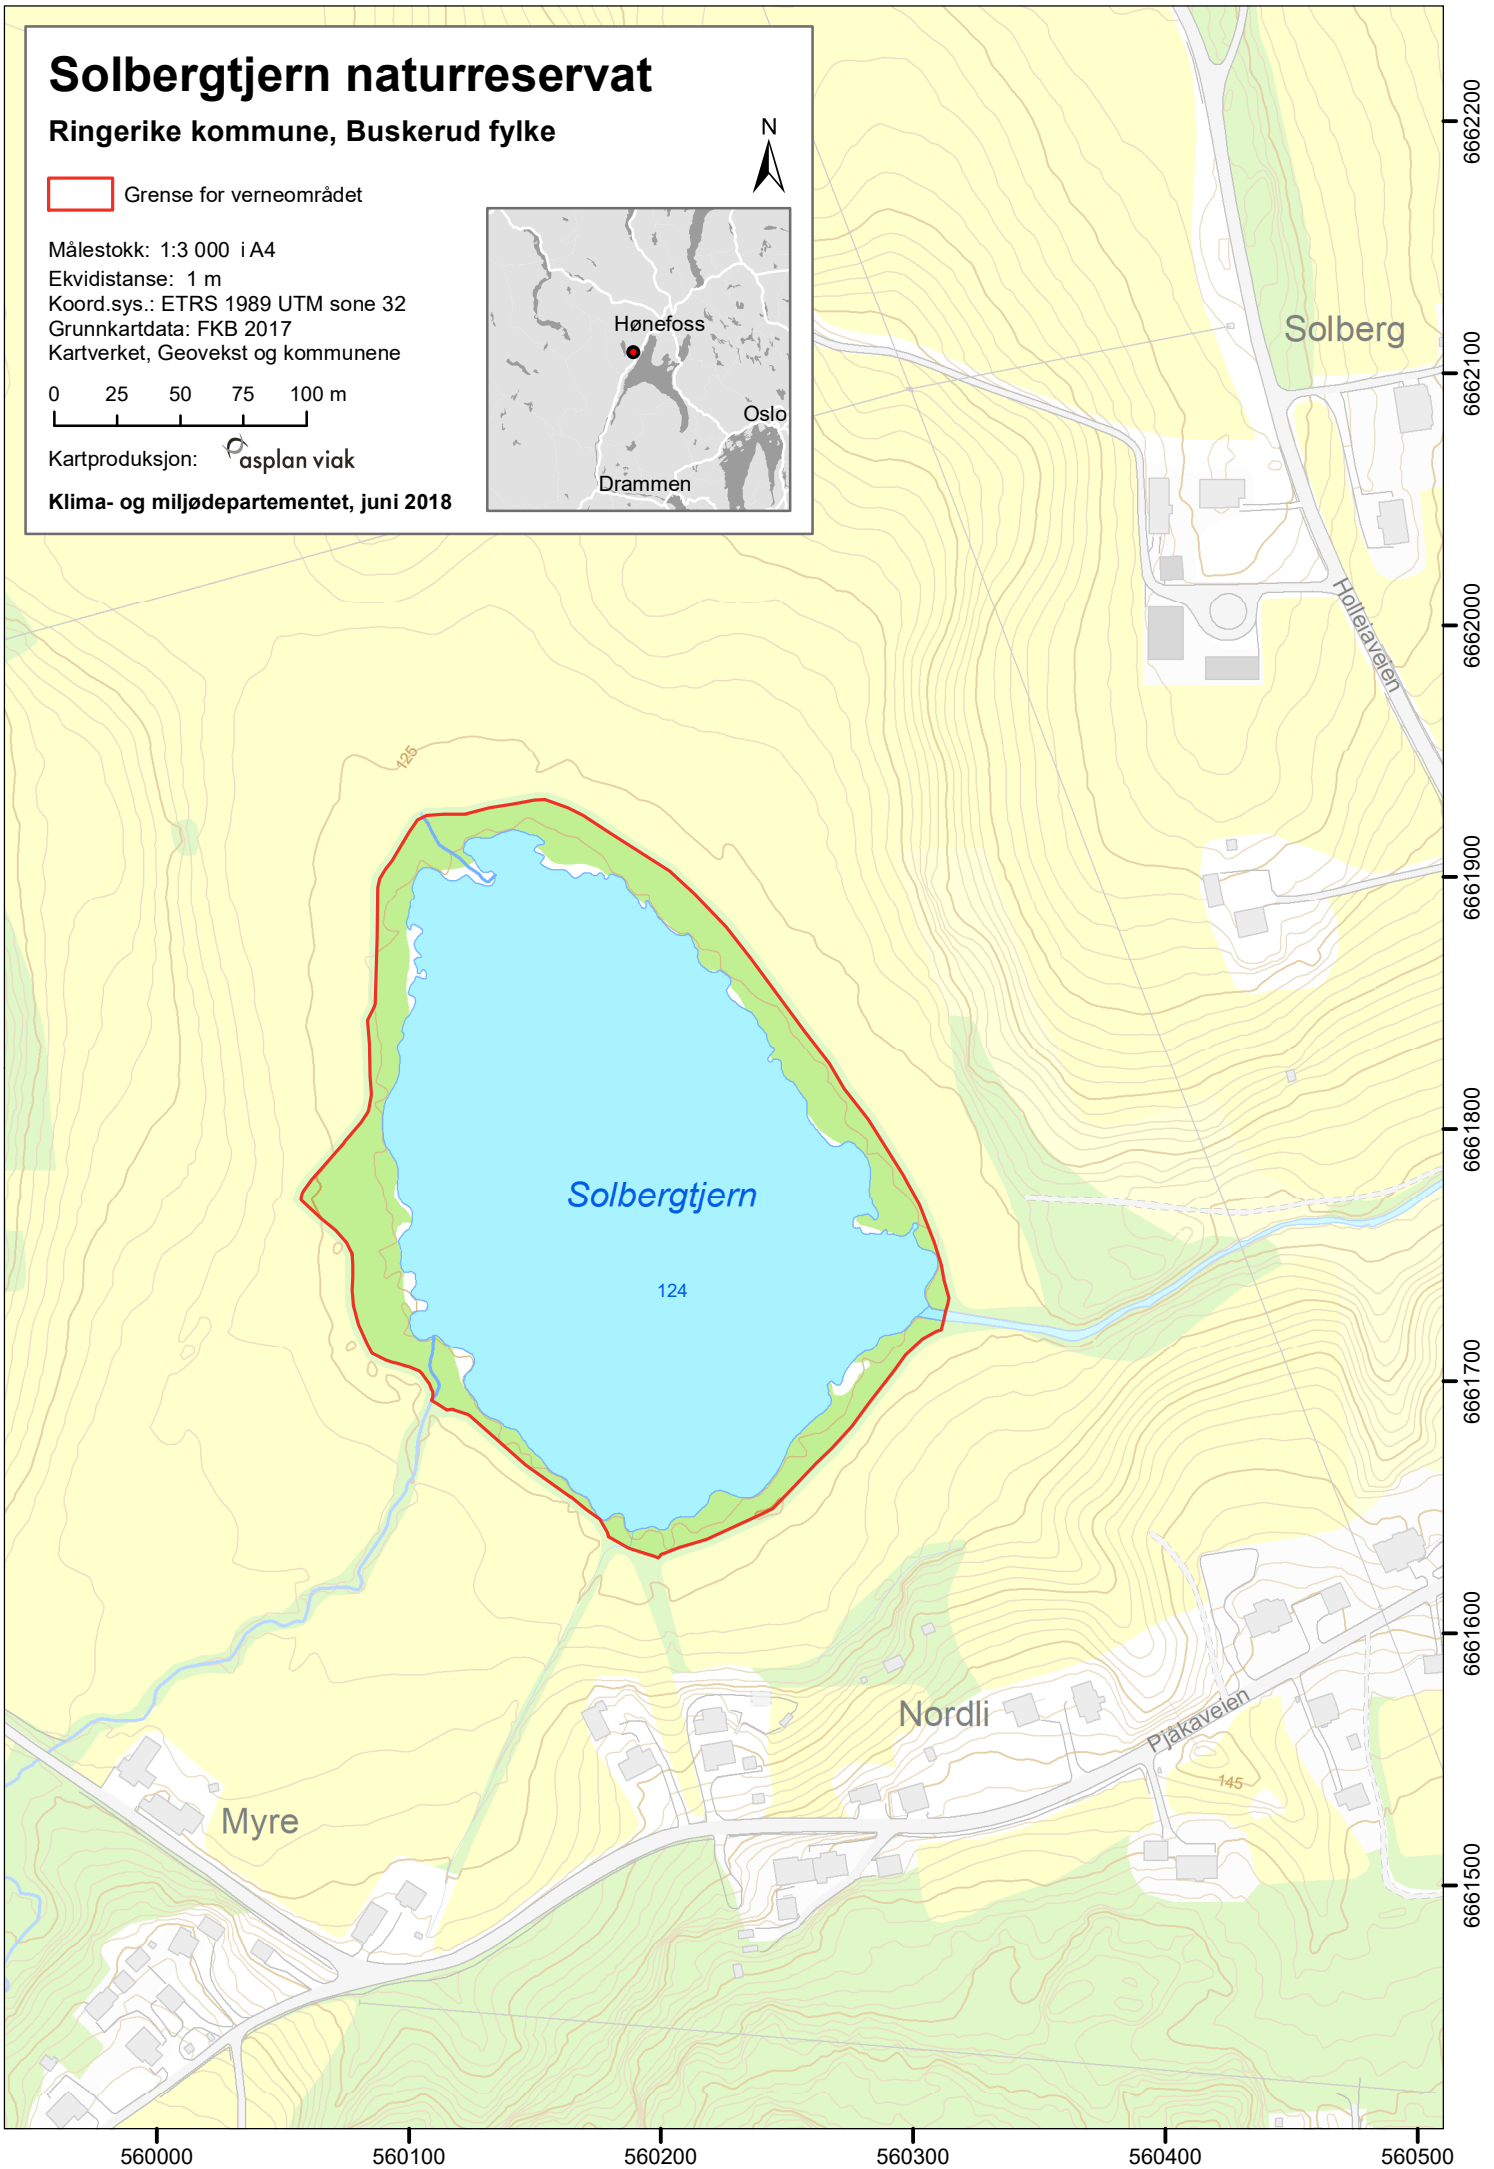 Solbergtjern naturreservat
Ringerike kommune, Buskerud fylke
N
Grense for verneområdet
Målestokk: 1:3 000 i A4
Ekvidistanse: 1 m
Koord.sys.: ETRS 1989 UTM sone 32
Grunnkartdata: FKB 2017
Kartverket, Geovekst og kommunene
0 25 50 75 100 m
Kartproduksjon: asplan viak
Klima- og miljødepartementet, juni 2018
Hønefoss
Oslo
Drammen
6662200
Solberg
6662100
Holleiaveien
6662000
125
6661900
6661800
Solbergtjern
124
6661700
6661600
Nordli
Pjåkaveien
145
Myre
6661500
560000 560100 560200 560300 560400 560500